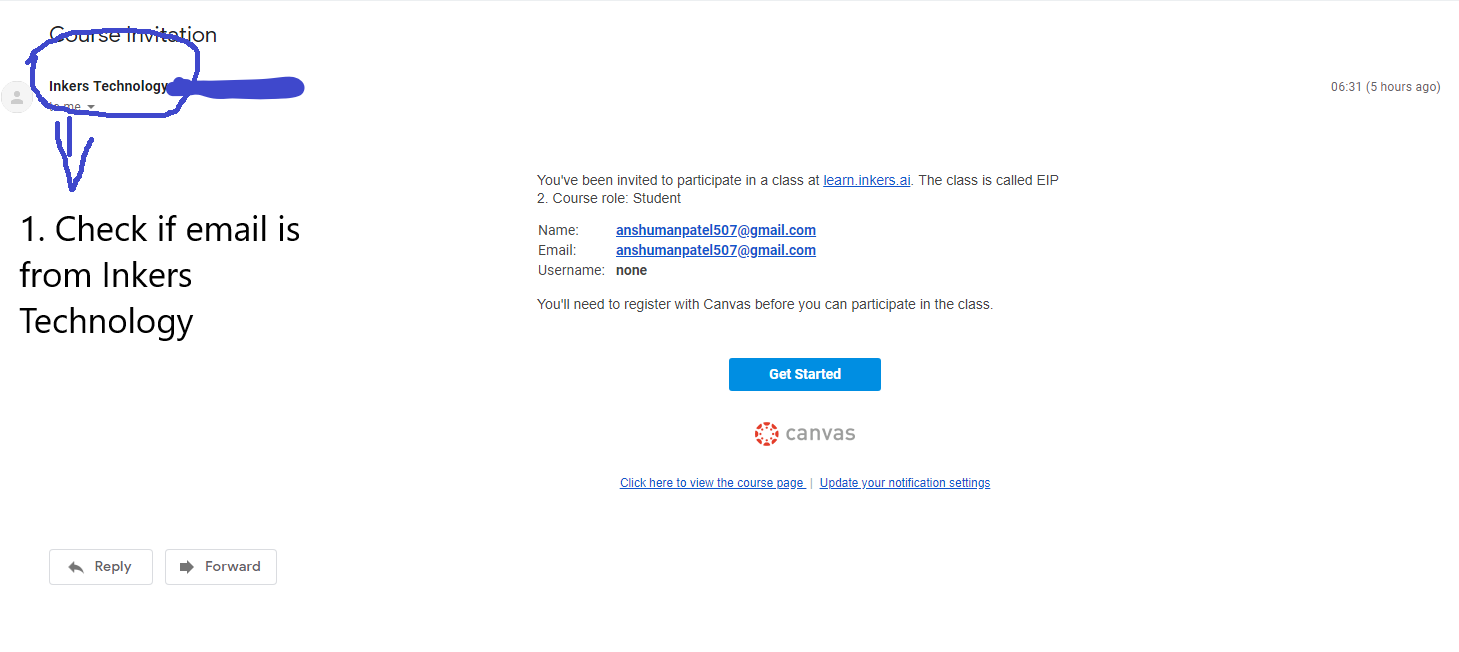 Course Invitation
Inkers Technology
to me
06:31 (5 hours ago)
1. Check if email is
from Inkers
Technology
You've been invited to participate in a class at learn.inkers.ai. The class is called EIP
2. Course role: Student
Name: anshumanpatel507@gmail.com
Email: anshumanpatel507@gmail.com
Username: none
You'll need to register with Canvas before you can participate in the class.
Get Started
canvas
Click here to view the course page | Update your notification settings
Reply Forward